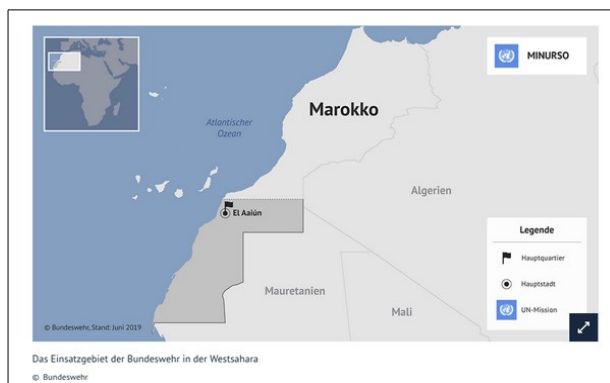 MINURSO
Atlantischer
Ozean
Marokko
Algerien
El Aaiún
Legende
Hauptquartier
Hauptstadt
UN-Mission
Mauretanien
Mali
© Bundeswehr, Stand: Juni 2019
Das Einsatzgebiet der Bundeswehr in der Westsahara
© Bundeswehr